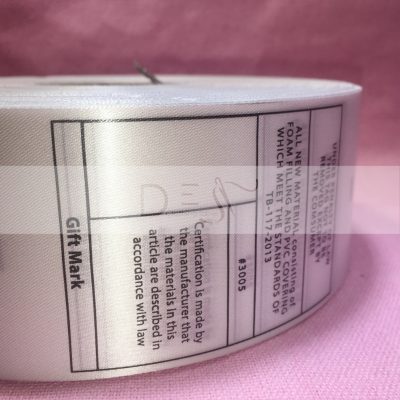 THE CONSUMER
ALL NEW MATERIAL consisting of
FOAM FILLING AND PVC COVERING
WHICH MEET THE STANDARDS OF
TB-117-2013
#3005
Certification is made by
the manufacturer that
the materials in this
article are described in
accordance with law
Gift Mark